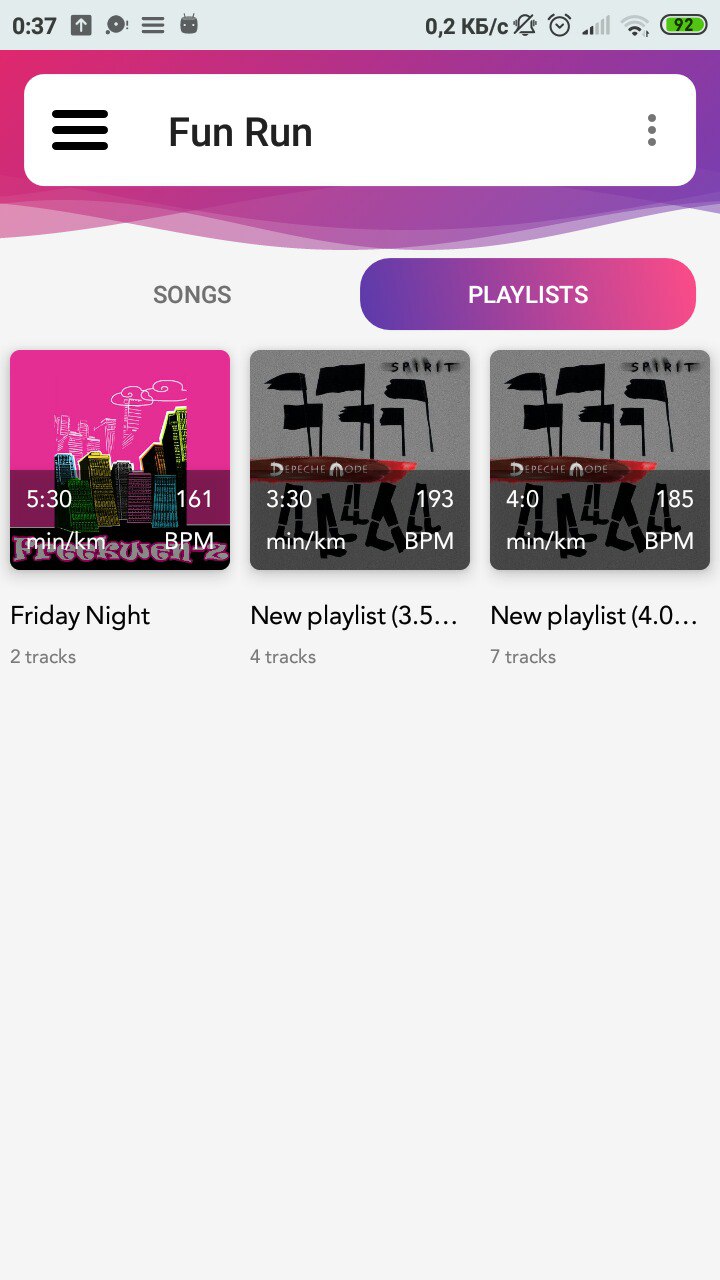 0:37 0,2 КБ/с 92
Fun Run
SONGS PLAYLISTS
SPIRIT SPIRIT
DEPECHE MODE DEPECHE MODE
5:30 161 3:30 193 4:0 185
min/km BPM min/km BPM min/km BPM
Freekwen-z
Friday Night New playlist (3.5... New playlist (4.0...
2 tracks 4 tracks 7 tracks